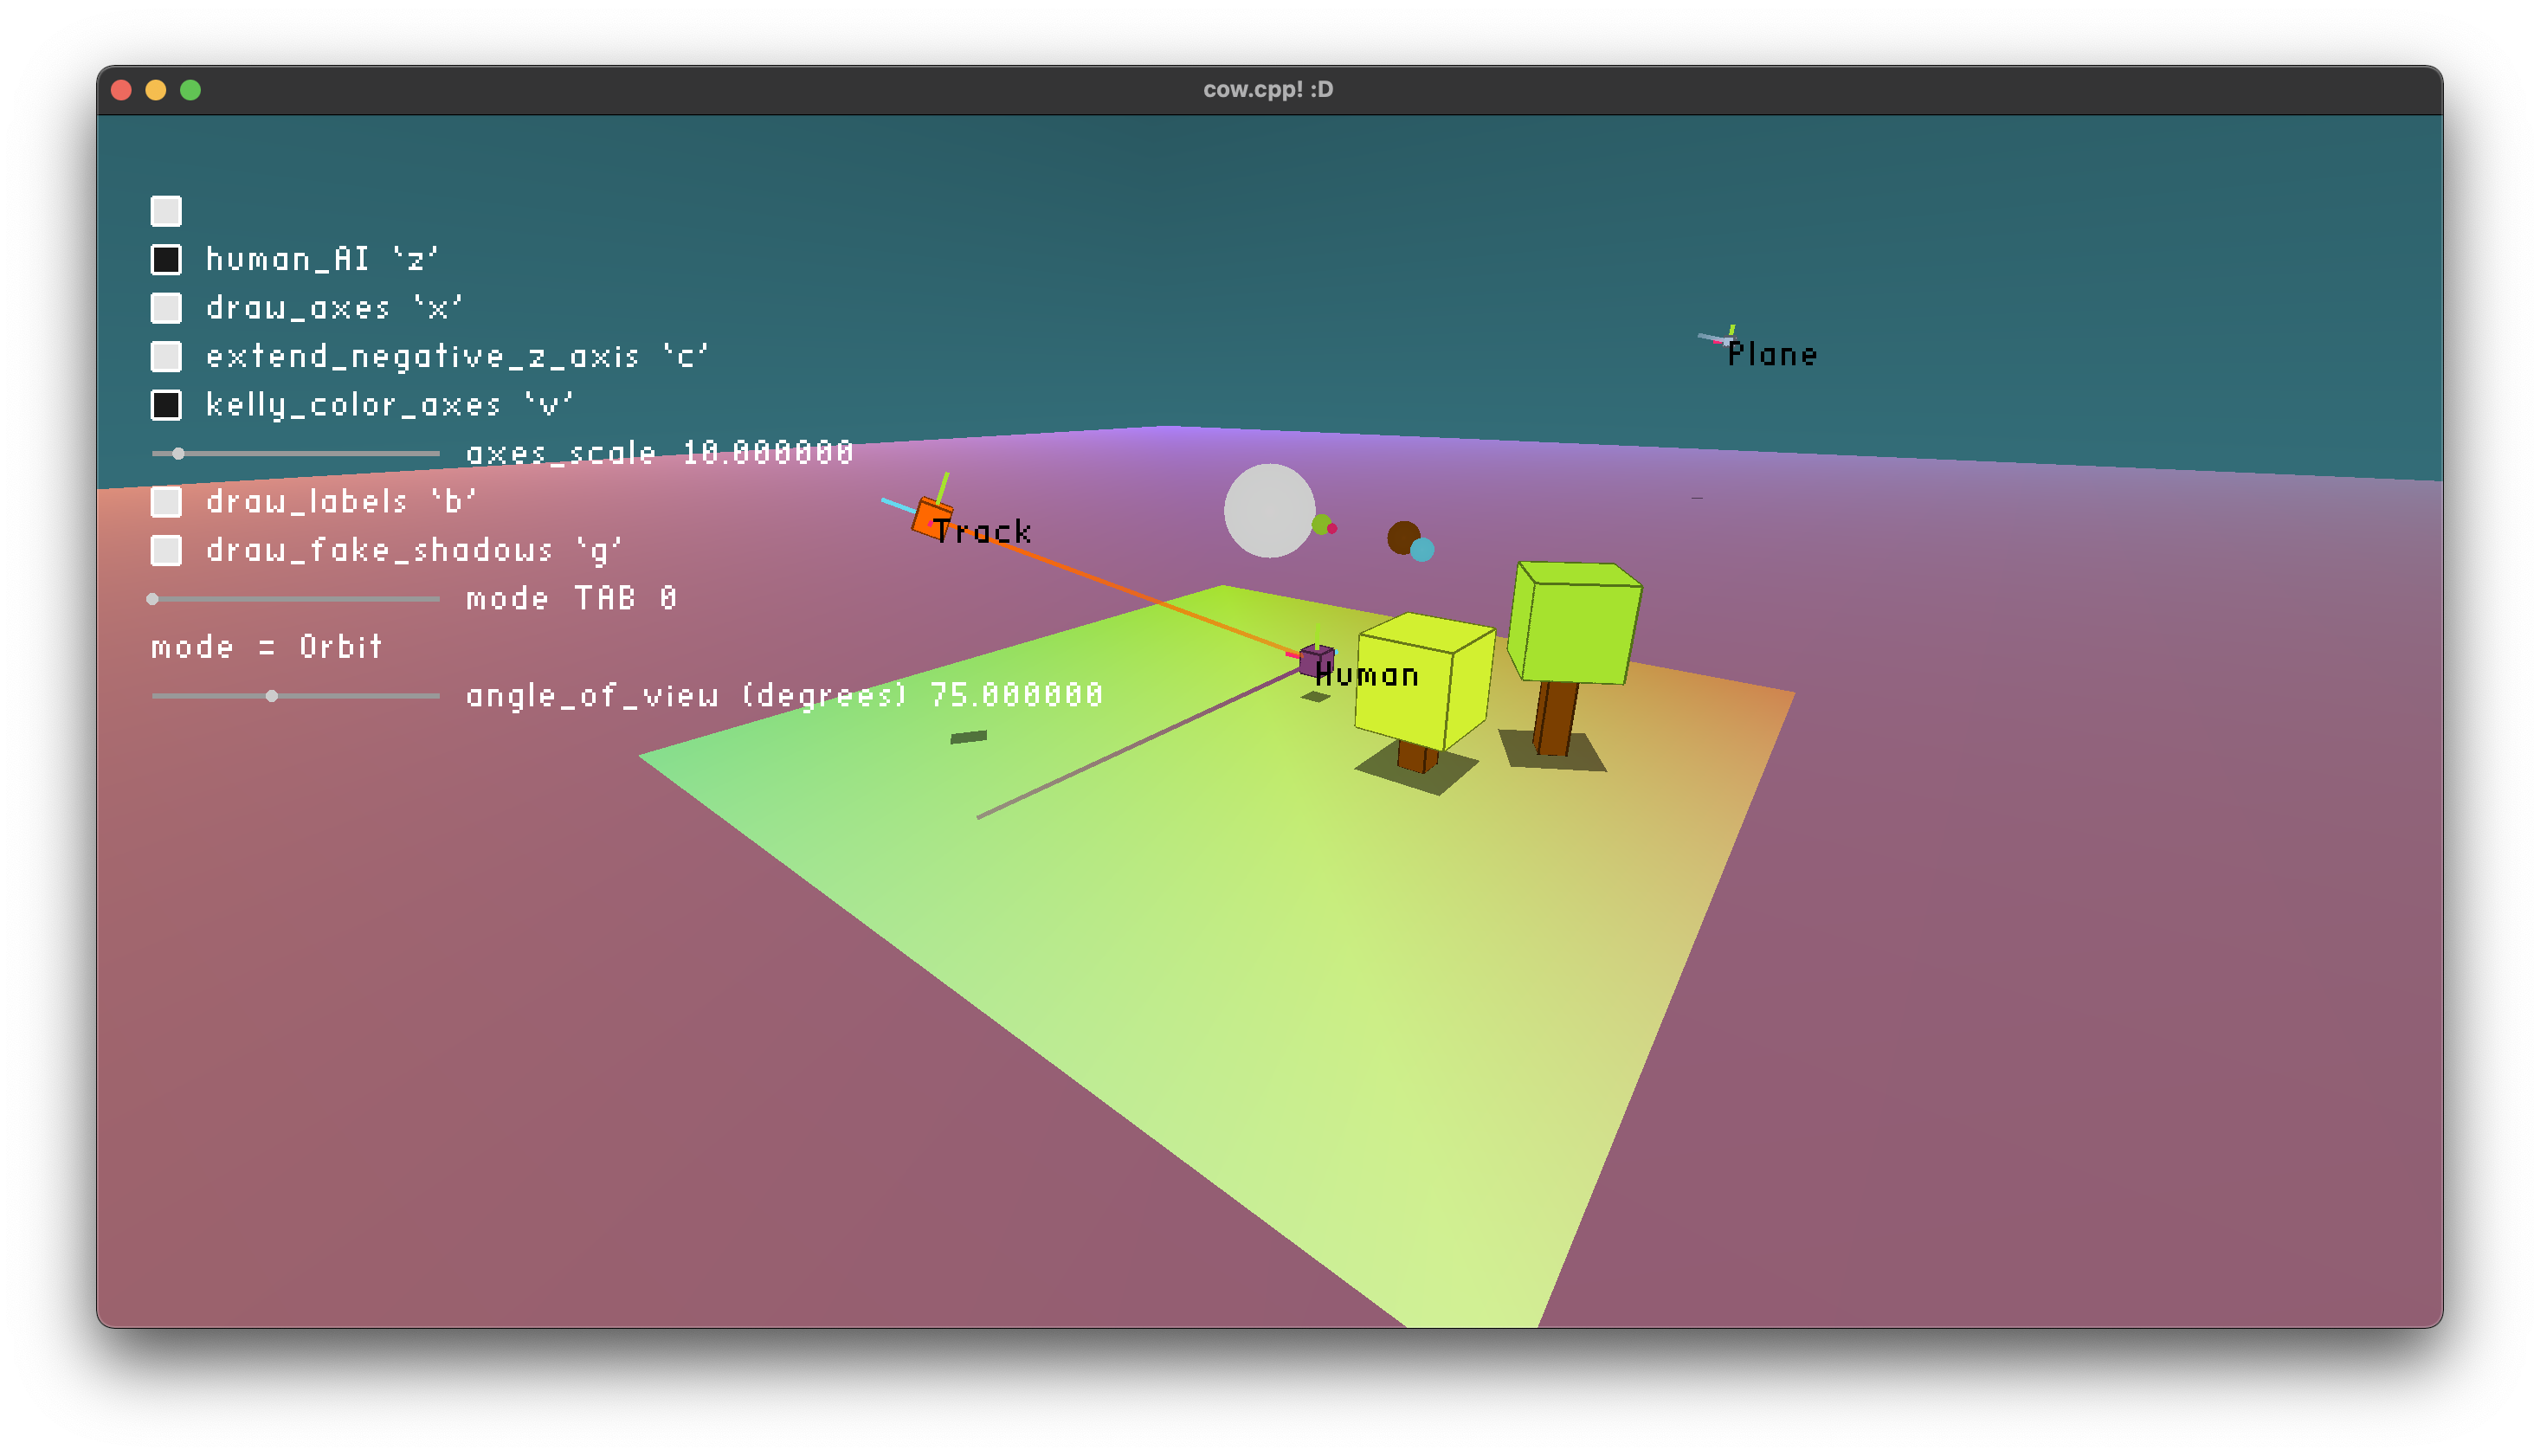 cow.cpp! :D
human_AI `z'
draw_axes `x'
extend_negative_z_axis `c'
kelly_color_axes `v'
axes_scale 10.000000
draw_labels `b'
draw_fake_shadows `g'
mode TAB 0
mode = Orbit
angle_of_view (degrees) 75.000000
Plane
Track
Human